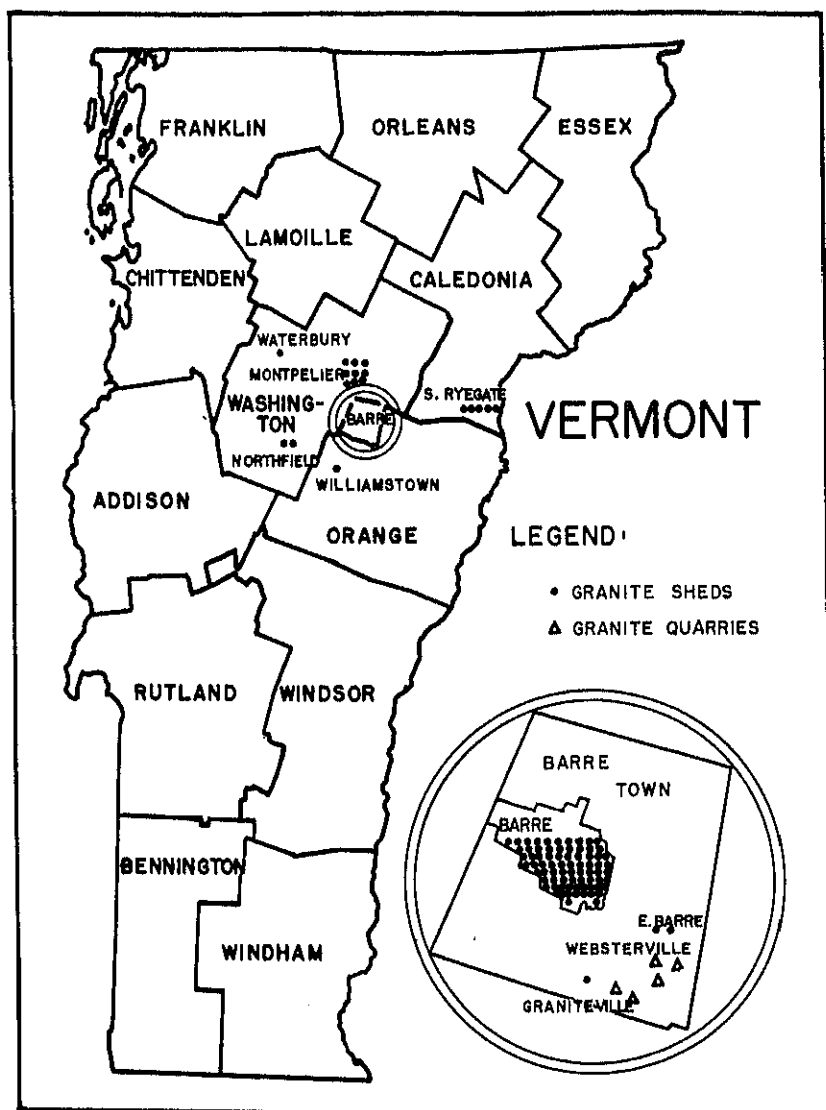 FRANKLIN
ORLEANS
ESSEX
LAMOILLE
CHITTENDEN
CALEDONIA
WATERBURY
MONTPELIER
S. RYEGATE
WASHING-
TON
BARRE
VERMONT
NORTHFIELD
WILLIAMSTOWN
ADDISON
ORANGE
LEGEND:
GRANITE SHEDS
GRANITE QUARRIES
RUTLAND
WINDSOR
BARRE
TOWN
BARRE
BENNINGTON
E. BARRE
WEBSTERVILLE
WINDHAM
GRANITEVILLE